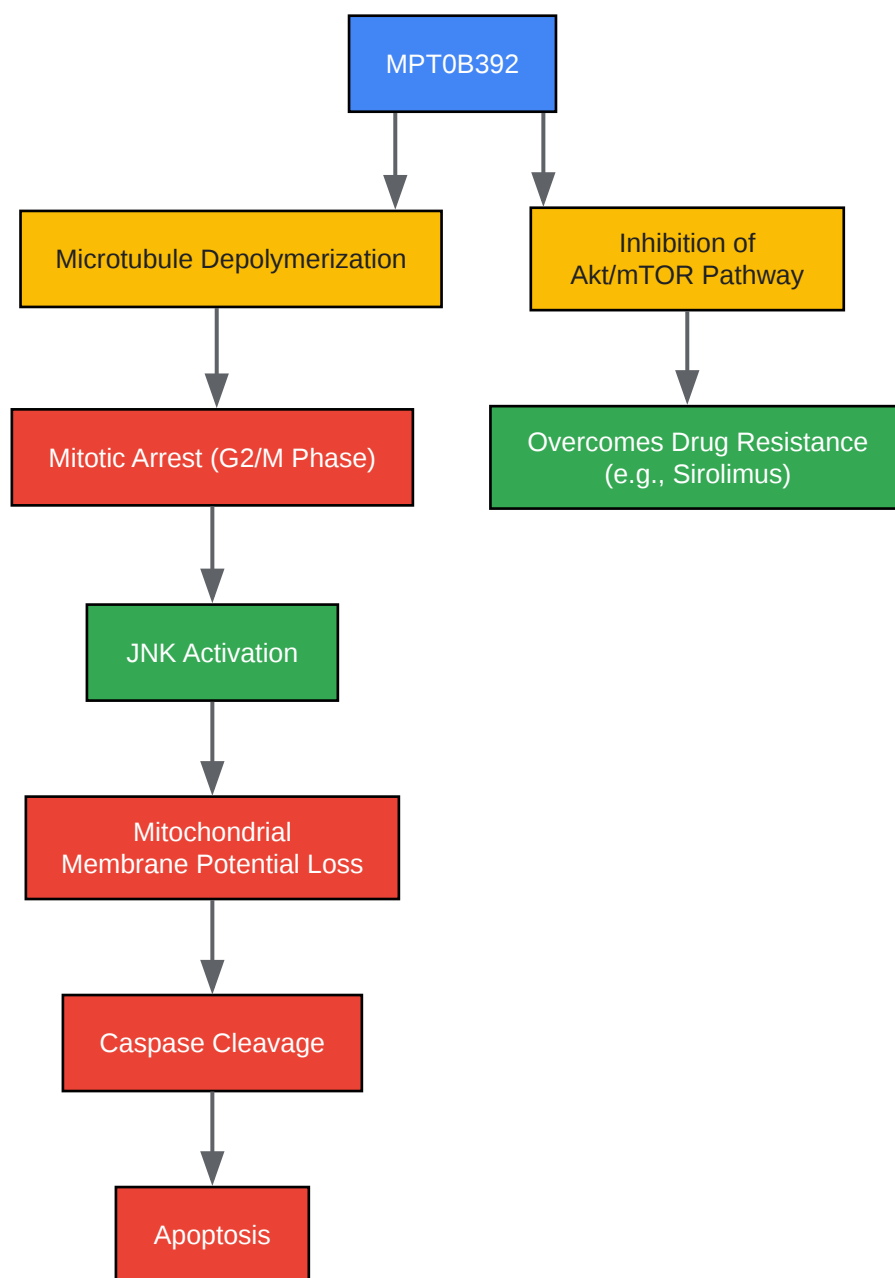 MPT0B392
Microtubule Depolymerization
Inhibition of
Akt/mTOR Pathway
Mitotic Arrest (G2/M Phase)
Overcomes Drug Resistance
(e.g., Sirolimus)
JNK Activation
Mitochondrial
Membrane Potential Loss
Caspase Cleavage
Apoptosis